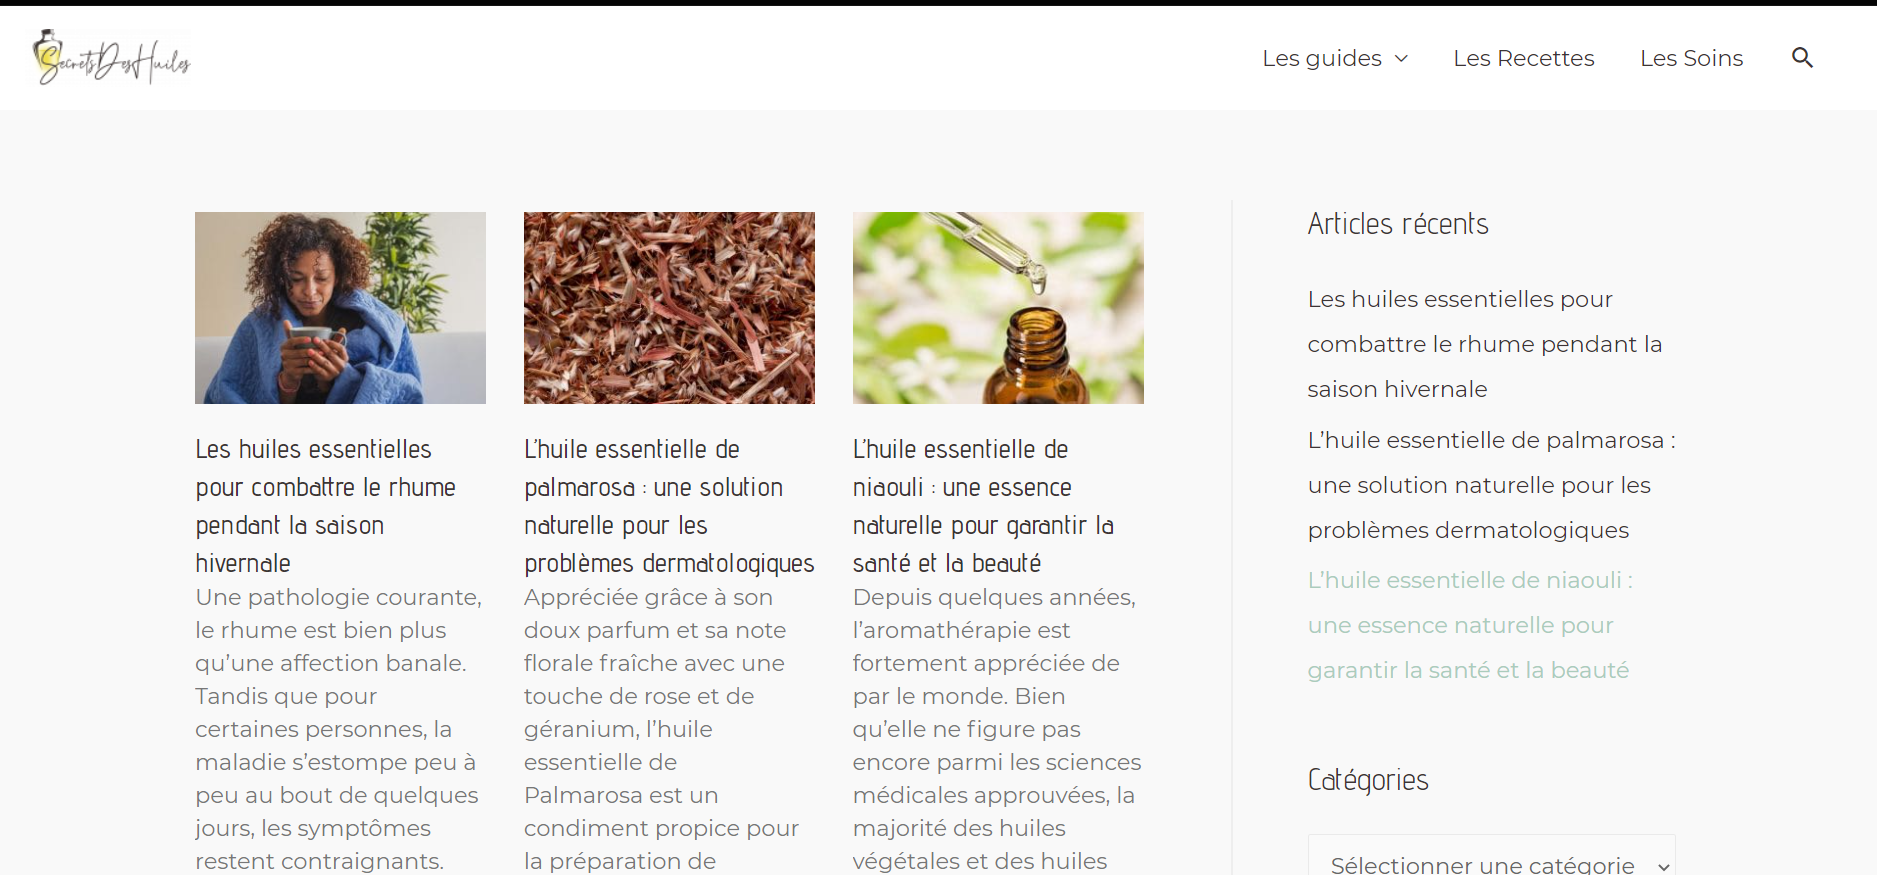 SecretsDesHuiles
Les guides
Les Recettes
Les Soins
Les huiles essentielles
pour combattre le rhume
pendant la saison
hivernale
Une pathologie courante,
le rhume est bien plus
qu’une affection banale.
Tandis que pour
certaines personnes, la
maladie s’estompe peu à
peu au bout de quelques
jours, les symptômes
restent contraignants.
L’huile essentielle de
palmarosa : une solution
naturelle pour les
problèmes dermatologiques
Appréciée grâce à son
doux parfum et sa note
florale fraîche avec une
touche de rose et de
géranium, l’huile
essentielle de
Palmarosa est un
condiment propice pour
la préparation de
L’huile essentielle de
niaouli : une essence
naturelle pour garantir la
santé et la beauté
Depuis quelques années,
l’aromathérapie est
fortement appréciée de
par le monde. Bien
qu’elle ne figure pas
encore parmi les sciences
médicales approuvées, la
majorité des huiles
végétales et des huiles
Articles récents
Les huiles essentielles pour
combattre le rhume pendant la
saison hivernale
L’huile essentielle de palmarosa :
une solution naturelle pour les
problèmes dermatologiques
L’huile essentielle de niaouli :
une essence naturelle pour
garantir la santé et la beauté
Catégories
Sélectionner une catégorie